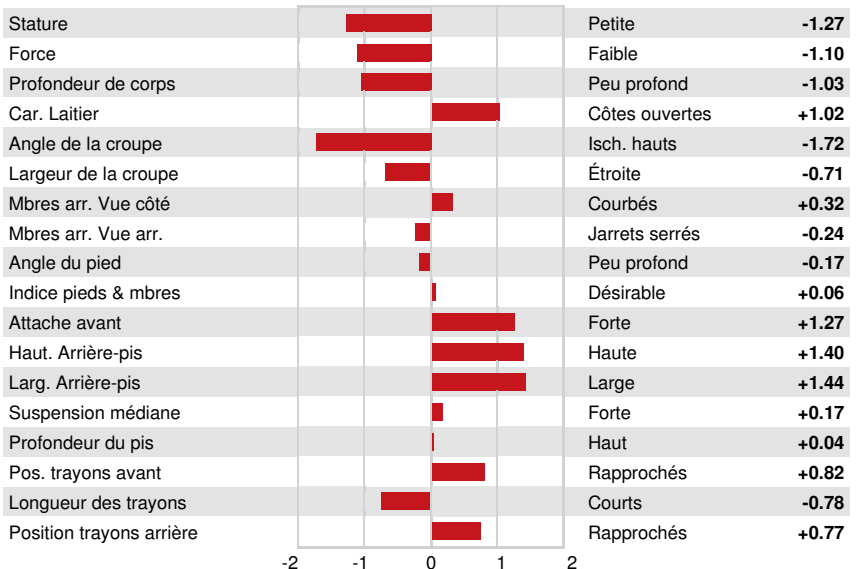 Stature Petite -1.27
Force Faible -1.10
Profondeur de corps Peu profond -1.03
Car. Laitier Côtes ouvertes +1.02
Angle de la croupe Isch. hauts -1.72
Largeur de la croupe Étroite -0.71
Mbres arr. Vue côté Courbés +0.32
Mbres arr. Vue arr. Jarrets serrés -0.24
Angle du pied Peu profond -0.17
Indice pieds & mbres Désirable +0.06
Attache avant Forte +1.27
Haut. Arrière-pis Haute +1.40
Larg. Arrière-pis Large +1.44
Suspension médiane Forte +0.17
Profondeur du pis Haut +0.04
Pos. trayons avant Rapprochés +0.82
Longueur des trayons Courts -0.78
Position trayons arrière Rapprochés +0.77
-2 -1 0 1 2